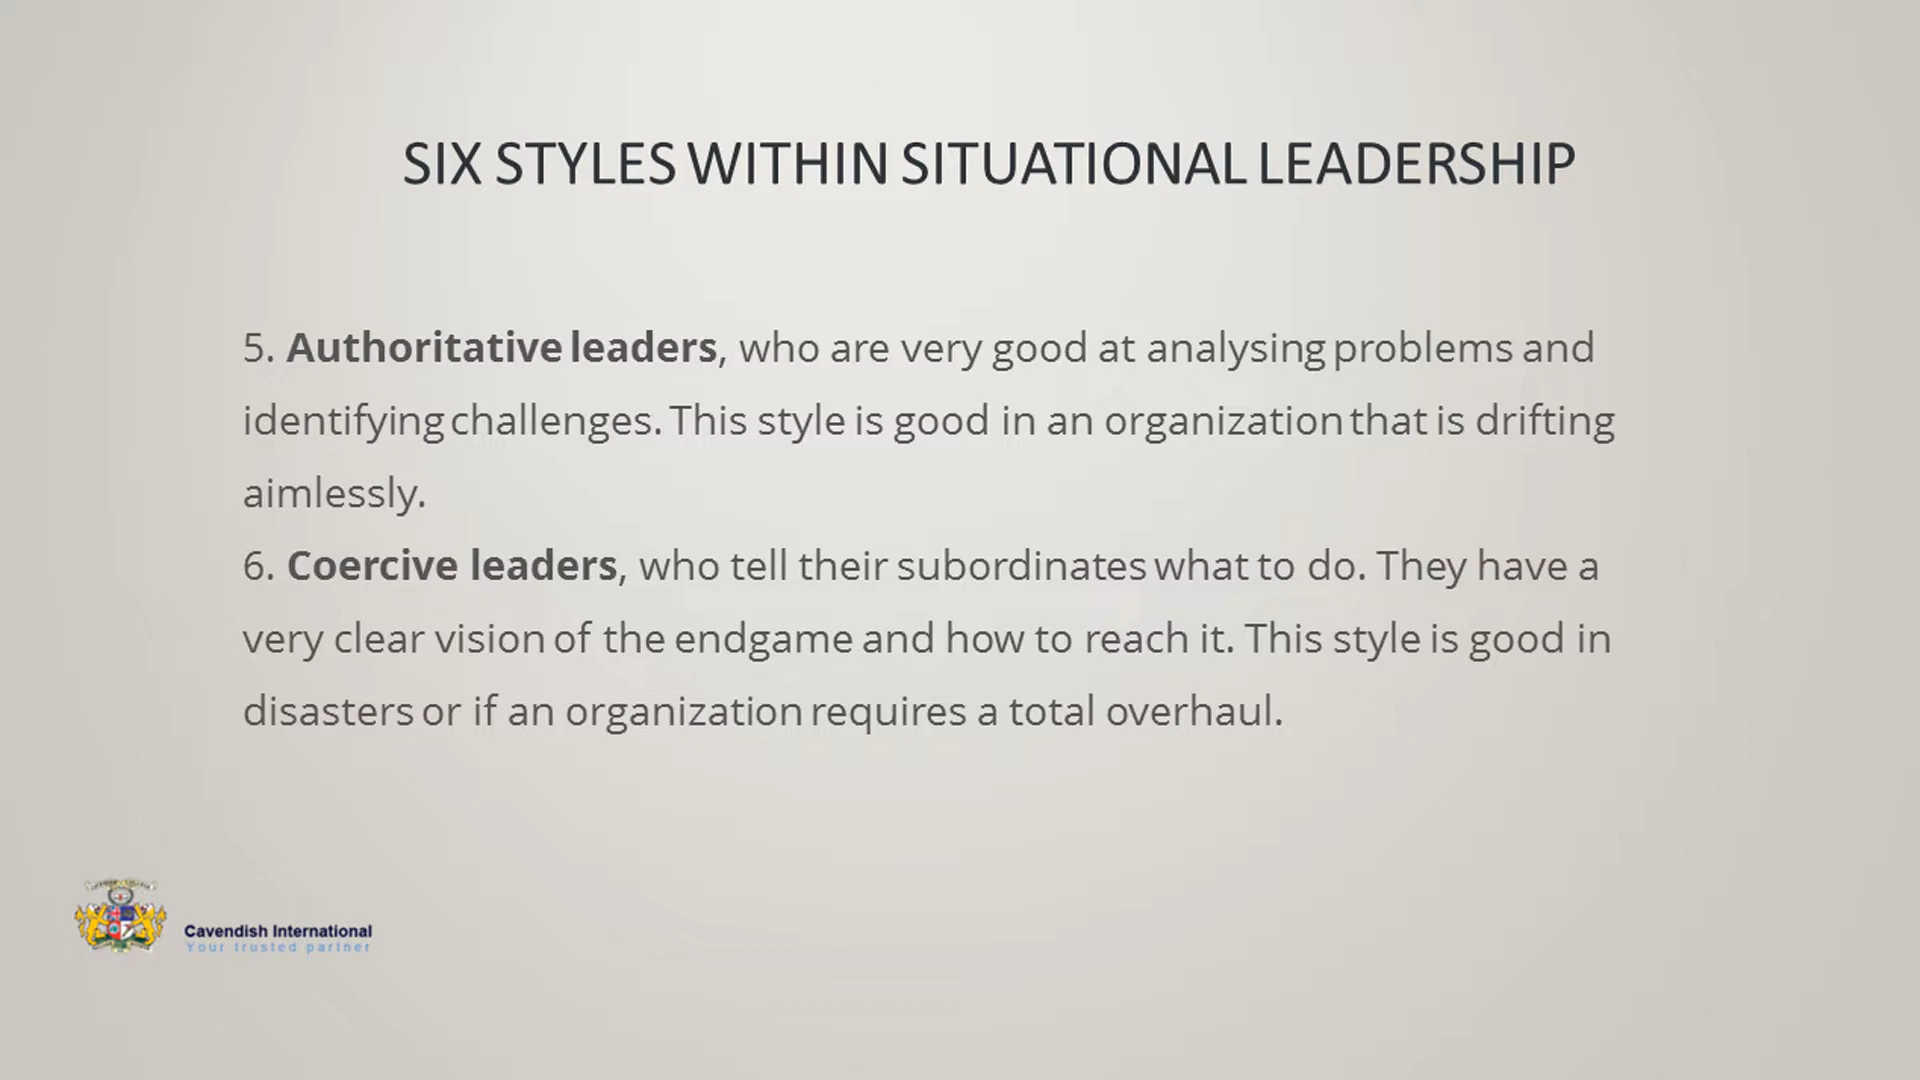 SIX STYLES WITHIN SITUATIONAL LEADERSHIP
5. Authoritative leaders, who are very good at analysing problems and
identifying challenges. This style is good in an organization that is drifting
aimlessly.
6. Coercive leaders, who tell their subordinates what to do. They have a
very clear vision of the endgame and how to reach it. This style is good in
disasters or if an organization requires a total overhaul.
Cavendish International
Your trusted partner